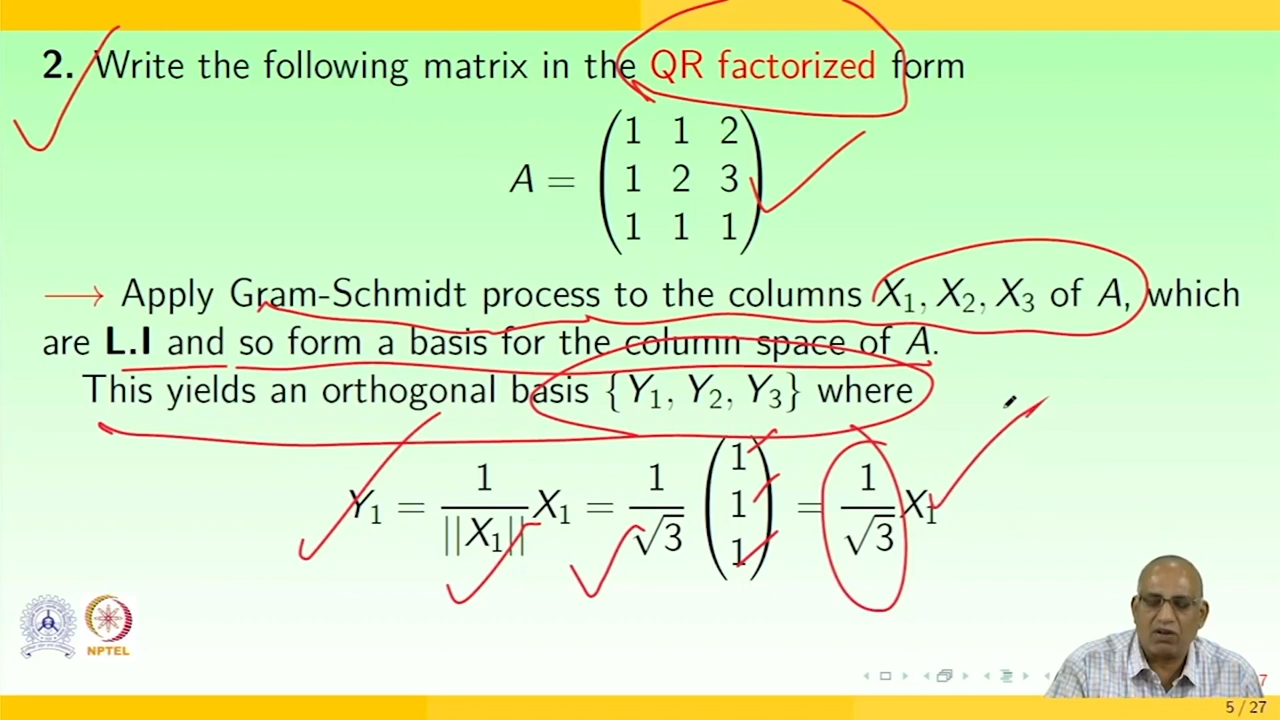 2. Write the following matrix in the QR factorized form
A = ( 1 1 2
1 2 3
1 1 1 )
→ Apply Gram-Schmidt process to the columns X₁, X₂, X₃ of A, which
are L.I and so form a basis for the column space of A.
This yields an orthogonal basis {Y₁, Y₂, Y₃} where
Y₁ = 1/||X₁|| X₁ = 1/√3 (1 1 1) = 1/√3 X₁
NPTEL
7
5 / 27